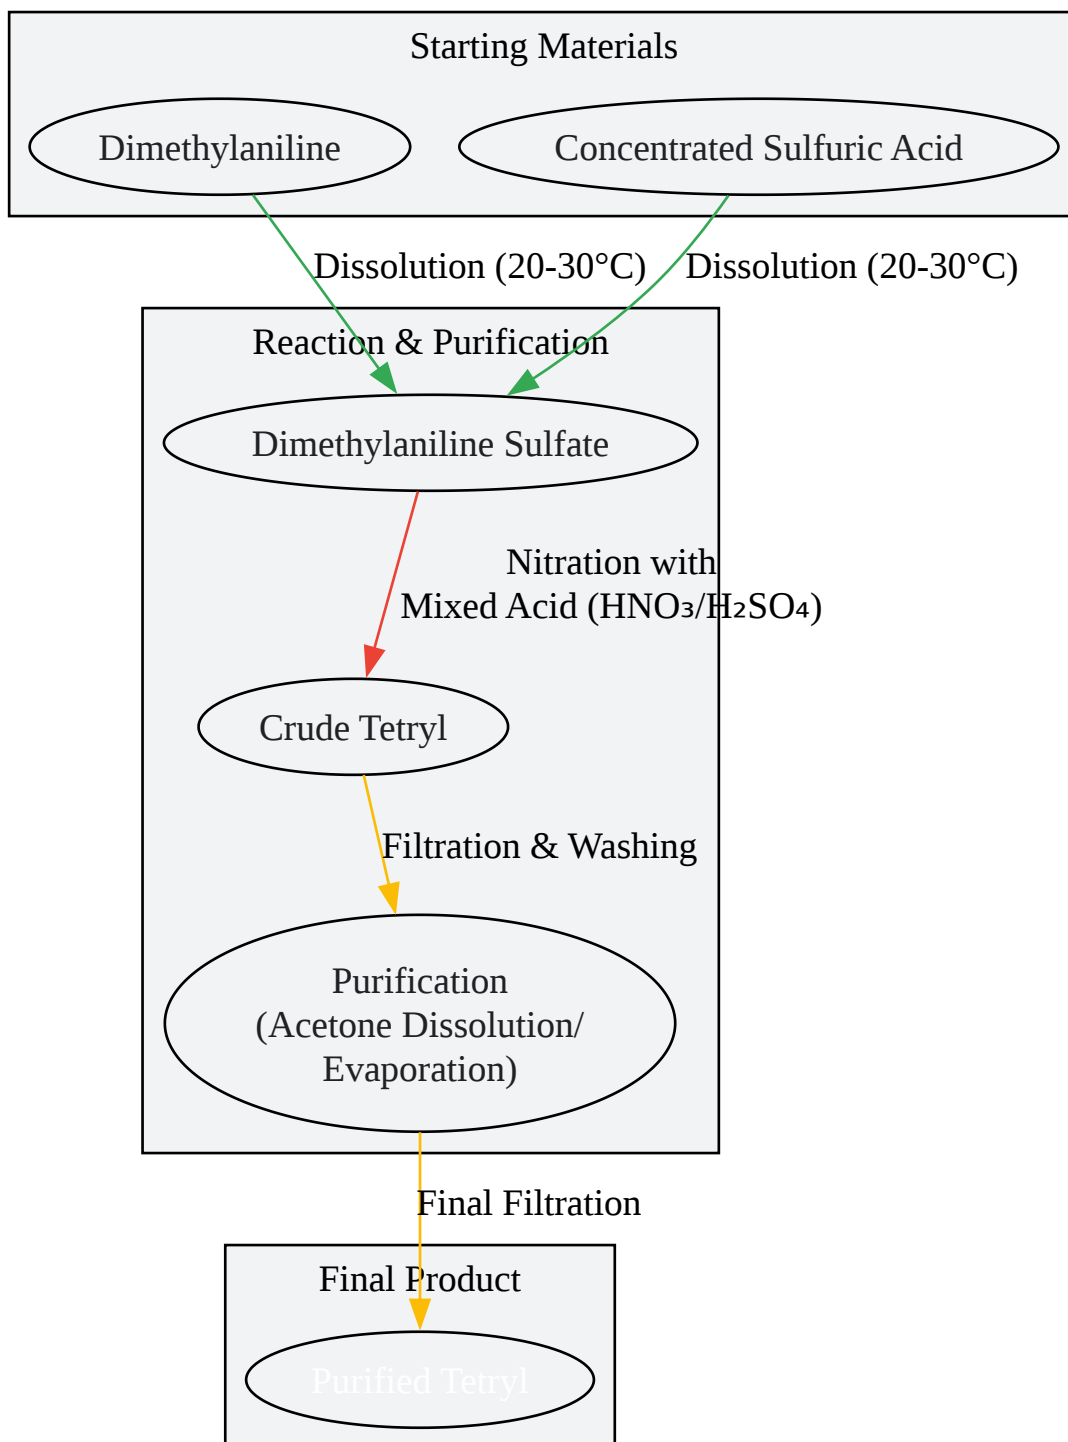 Starting Materials
Dimethylaniline
Concentrated Sulfuric Acid
Dissolution (20-30°C)
Dissolution (20-30°C)
Reaction & Purification
Dimethylaniline Sulfate
Nitration with
Mixed Acid (HNO₃/H₂SO₄)
Crude Tetryl
Filtration & Washing
Purification
(Acetone Dissolution/
Evaporation)
Final Filtration
Final Product
Purified Tetryl